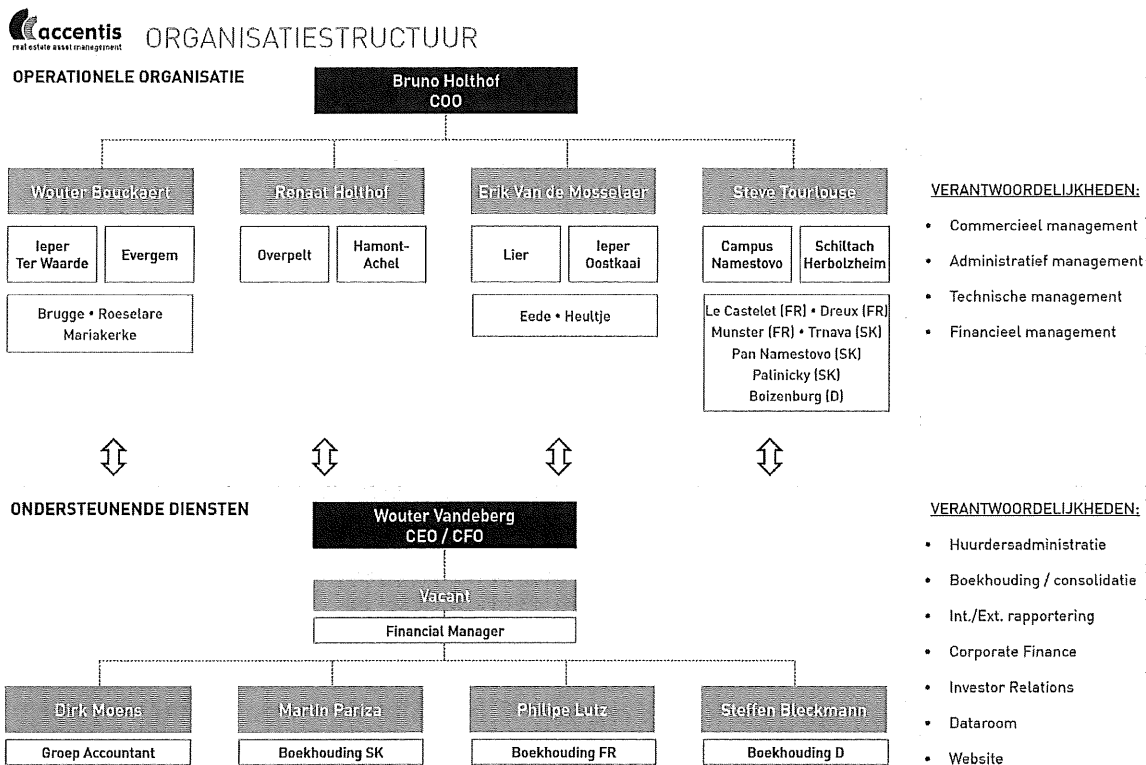 accentis
real estate asset management
ORGANISATIESTRUCTUUR
OPERATIONELE ORGANISATIE
Bruno Holthof
COO
Wouter Bouckaert
Renaat Holthof
Erik Van de Mosselaer
Steve Tourlouse
Ieper
Ter Waarde
Evergem
Overpelt
Hamont-
Achel
Lier
Ieper
Oostkaai
Campus
Namestovo
Schiltach
Herbolzheim
Brugge • Roeselare
Mariakerke
Eede • Heultje
Le Castelet (FR) • Dreux (FR)
Munster (FR) • Trnava (SK)
Pan Namestovo (SK)
Palinicky (SK)
Boizenburg (D)
VERANTWOORDELIJKHEDEN:
• Commercieel management
• Administratief management
• Technische management
• Financieel management
ONDERSTEUNENDE DIENSTEN
Wouter Vandeberg
CEO / CFO
Vacant
Financial Manager
Dirk Moens
Martin Pariza
Philipe Lutz
Steffen Bleckmann
Groep Accountant
Boekhouding SK
Boekhouding FR
Boekhouding D
VERANTWOORDELIJKHEDEN:
• Huurdersadministratie
• Boekhouding / consolidatie
• Int./Ext. rapportering
• Corporate Finance
• Investor Relations
• Dataroom
• Website